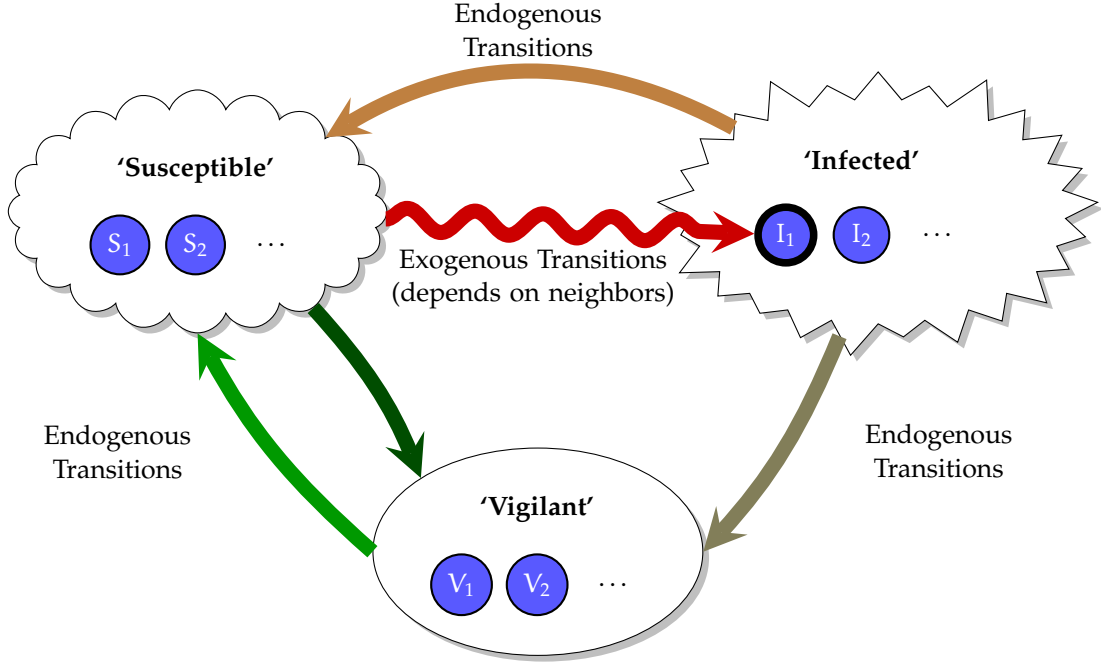 Endogenous
Transitions
‘Susceptible’
‘Infected’
S₁ S₂ ...
I₁ I₂ ...
Exogenous Transitions
(depends on neighbors)
Endogenous
Transitions
Endogenous
Transitions
‘Vigilant’
V₁ V₂ ...